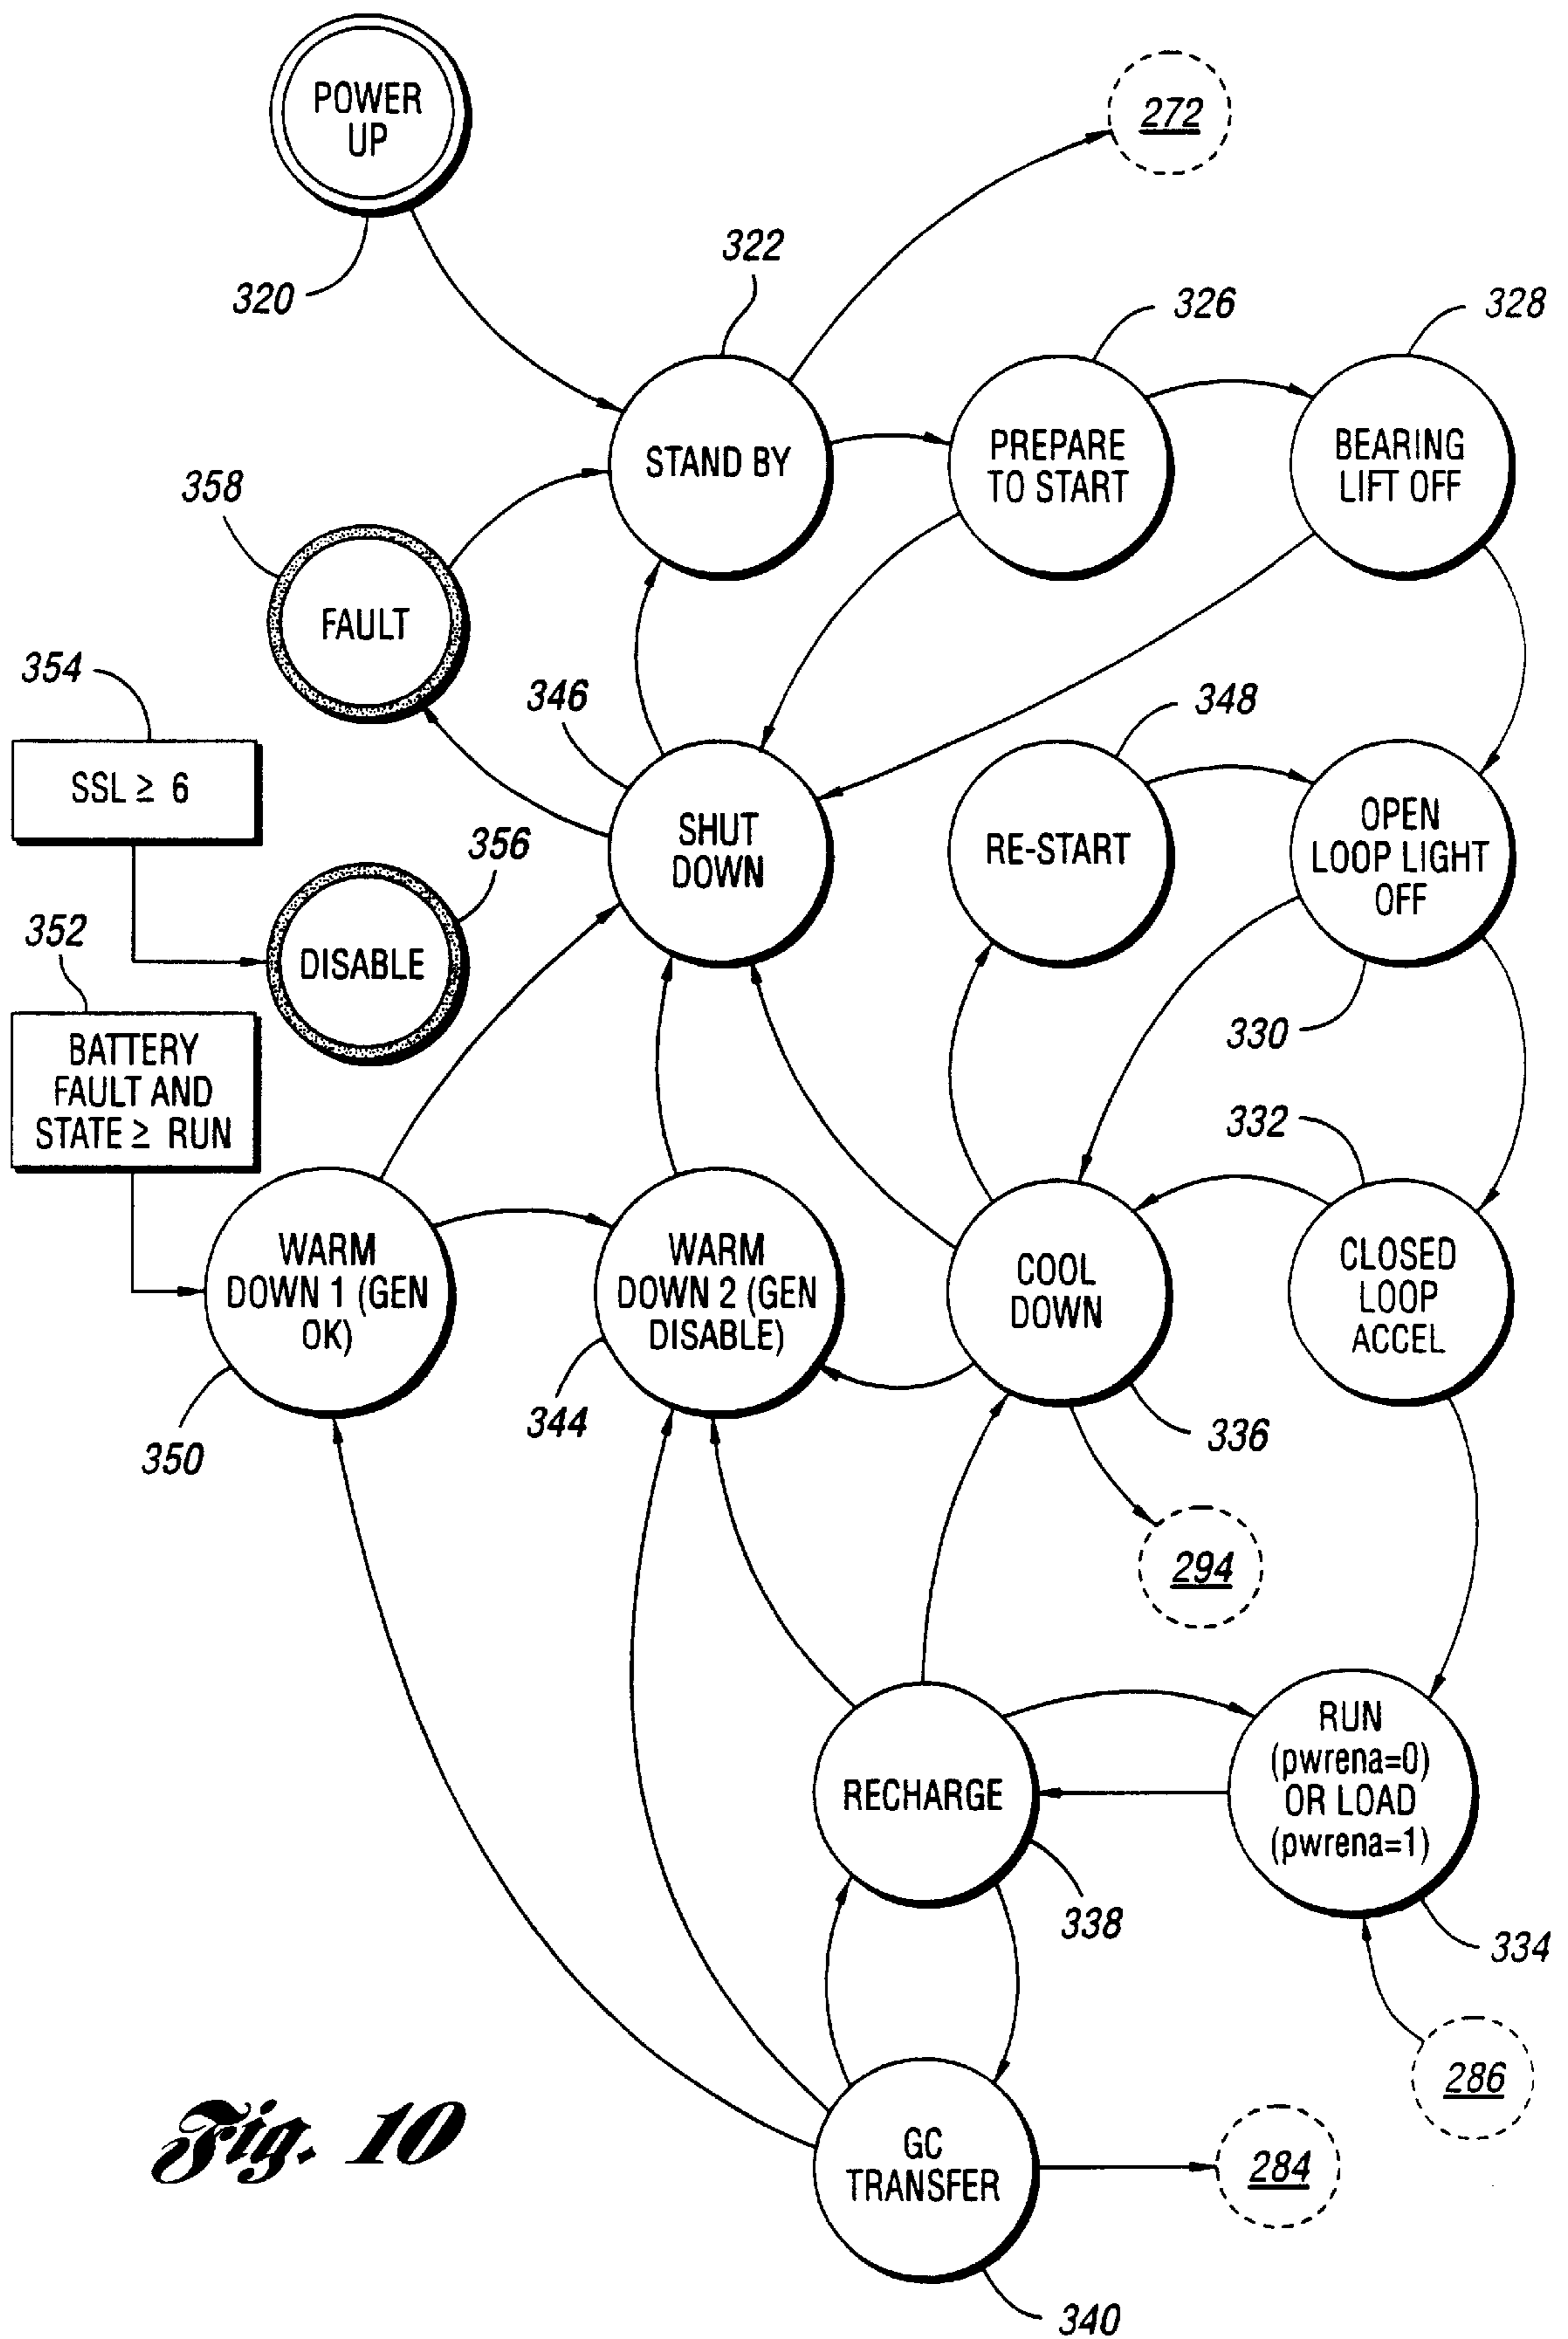 POWER
UP
272
320
322
326
328
STAND BY
PREPARE
TO START
BEARING
LIFT OFF
358
FAULT
354
346
348
SSL ≥ 6
SHUT
DOWN
RE-START
OPEN
LOOP LIGHT
OFF
356
352
DISABLE
330
BATTERY
FAULT AND
STATE ≥ RUN
332
WARM
DOWN 1 (GEN
OK)
WARM
DOWN 2 (GEN
DISABLE)
COOL
DOWN
CLOSED
LOOP
ACCEL
350
344
336
294
RECHARGE
RUN
(pwrena=0)
OR LOAD
(pwrena=1)
338
334
286
Fig. 10
GC
TRANSFER
284
340